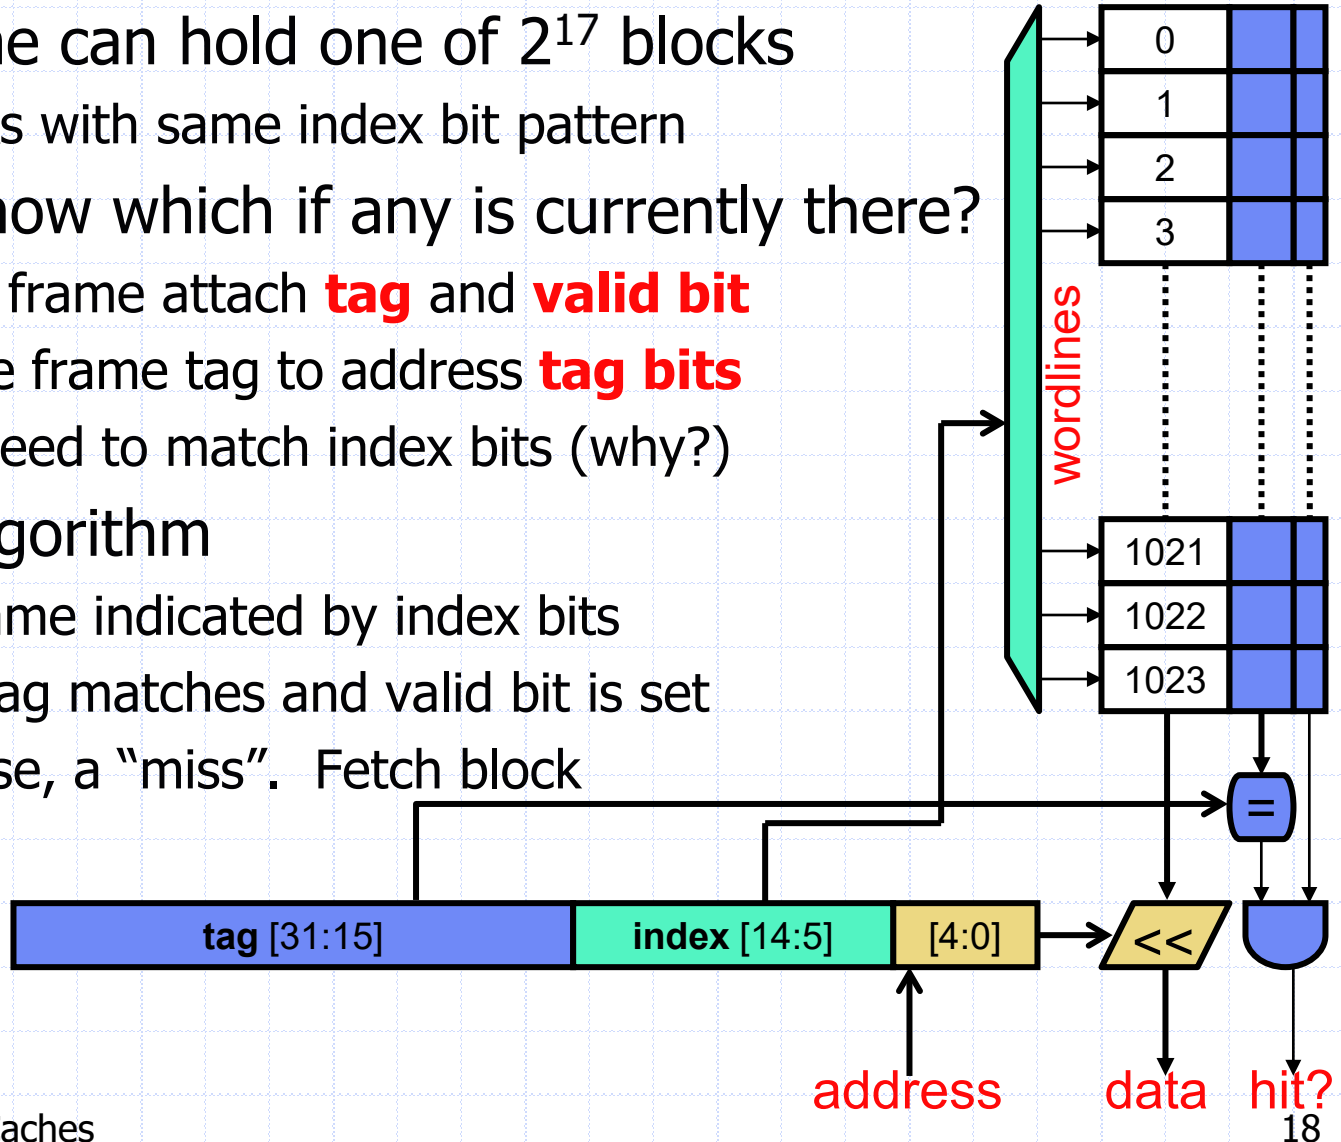 ne can hold one of 2¹⁷ blocks
s with same index bit pattern
now which if any is currently there?
frame attach tag and valid bit
e frame tag to address tag bits
eed to match index bits (why?)
gorithm
ame indicated by index bits
ag matches and valid bit is set
se, a “miss”.  Fetch block
0
1
2
3
wordlines
1021
1022
1023
=
tag [31:15]
index [14:5]
[4:0]
<<
address
data
hit?
aches
18